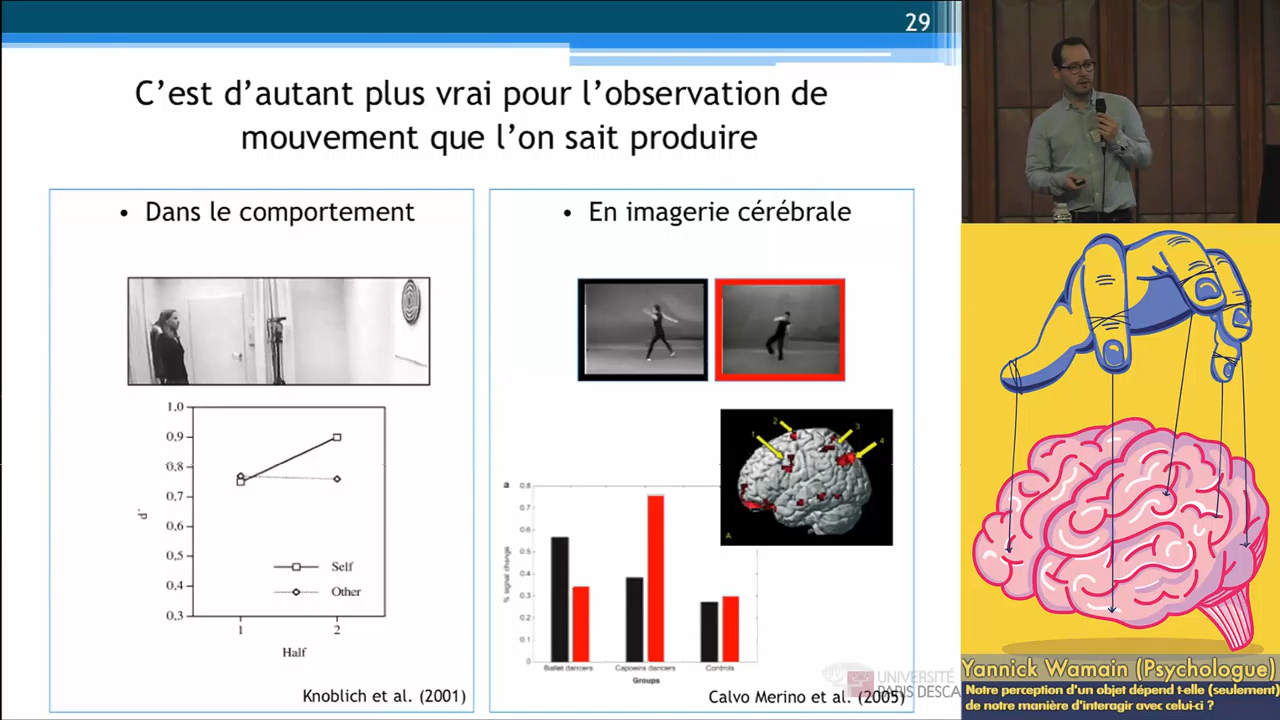 29
C'est d'autant plus vrai pour l'observation de
mouvement que l'on sait produire
• Dans le comportement
1,0
0,9
0,8
0,7
0,6
0,5
0,4
0,3
d'
Self
Other
1
2
Half
Knoblich et al. (2001)
• En imagerie cérébrale
1
2
3
4
A
a
0.8
0.7
0.6
0.5
0.4
0.3
0.2
0.1
0
% signal change
Ballet dancers
Capoeira dancers
Controls
Groups
Calvo Merino et al. (2005)
UNIVERSITÉ
PARIS DESCA
Yannick Wamain (Psychologue)
Notre perception d'un objet dépend t-elle (seulement)
de notre manière d'interagir avec celui-ci ?